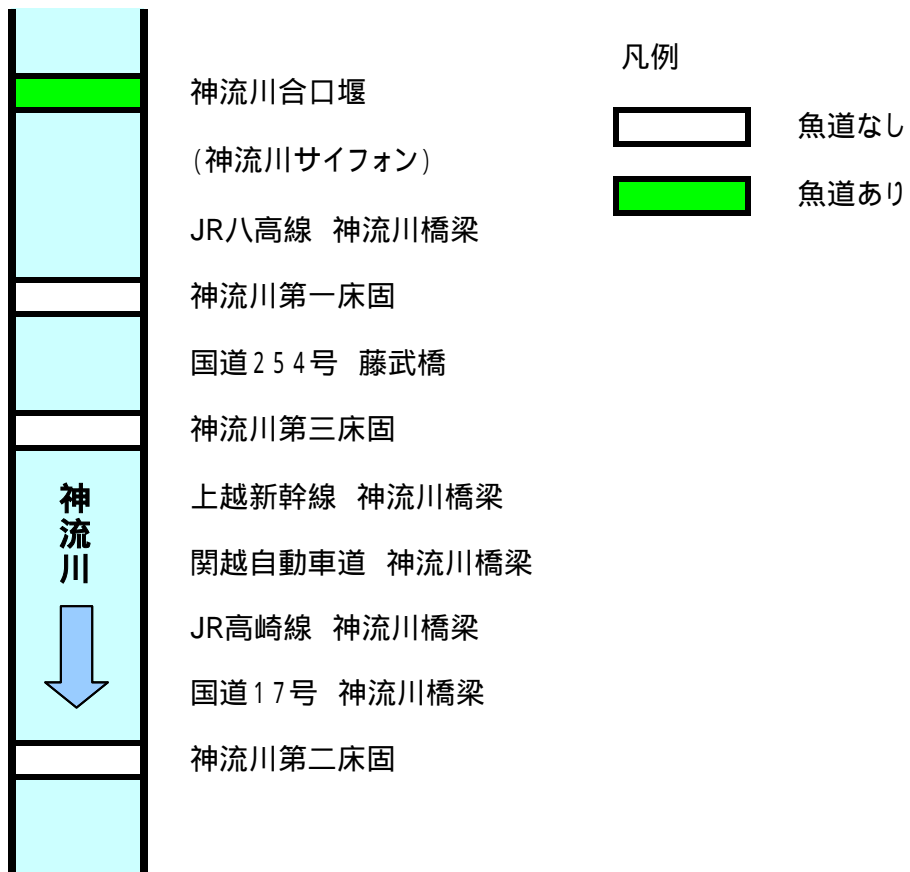 神流川合口堰
(神流川サイフォン)
JR八高線 神流川橋梁
神流川第一床固
国道254号 藤武橋
神流川第三床固
上越新幹線 神流川橋梁
関越自動車道 神流川橋梁
JR高崎線 神流川橋梁
国道17号 神流川橋梁
神流川第二床固
神流川
凡例
魚道なし
魚道あり